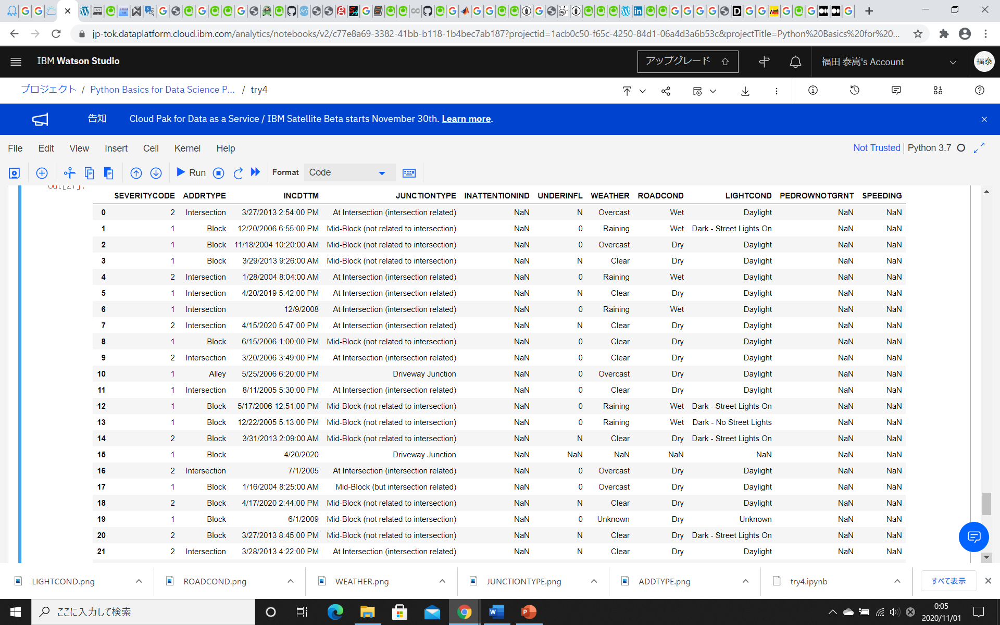 jp-tok.dataplatform.cloud.ibm.com/analytics/notebooks/v2/c77e8a69-3382-41bb-b118-1b4bec7ab187?projectid=1acb0c50-f65c-4250-84d1-06a4d3a6b53c&projectTitle=Python%20Basics%20for%20...
IBM Watson Studio
アップグレード
福田 泰嵩's Account
福泰
プロジェクト / Python Basics for Data Science P... / try4
告知 Cloud Pak for Data as a Service / IBM Satellite Beta starts November 30th. Learn more.
File Edit View Insert Cell Kernel Help
Not Trusted | Python 3.7
Run Format Code
Out[21]:
SEVERITYCODE ADDRTYPE INCDTTM JUNCTIONTYPE INATTENTIONIND UNDERINFL WEATHER ROADCOND LIGHTCOND PEDROWNOTGRNT SPEEDING
0 2 Intersection 3/27/2013 2:54:00 PM At Intersection (intersection related) NaN N Overcast Wet Daylight NaN NaN
1 1 Block 12/20/2006 6:55:00 PM Mid-Block (not related to intersection) NaN 0 Raining Wet Dark - Street Lights On NaN NaN
2 1 Block 11/18/2004 10:20:00 AM Mid-Block (not related to intersection) NaN 0 Overcast Dry Daylight NaN NaN
3 1 Block 3/29/2013 9:26:00 AM Mid-Block (not related to intersection) NaN N Clear Dry Daylight NaN NaN
4 2 Intersection 1/28/2004 8:04:00 AM At Intersection (intersection related) NaN 0 Raining Wet Daylight NaN NaN
5 1 Intersection 4/20/2019 5:42:00 PM At Intersection (intersection related) NaN N Clear Dry Daylight NaN NaN
6 1 Intersection 12/9/2008 At Intersection (intersection related) NaN 0 Raining Wet Daylight NaN NaN
7 2 Intersection 4/15/2020 5:47:00 PM At Intersection (intersection related) NaN N Clear Dry Daylight NaN NaN
8 1 Block 6/15/2006 1:00:00 PM Mid-Block (not related to intersection) NaN 0 Clear Dry Daylight NaN NaN
9 2 Intersection 3/20/2006 3:49:00 PM At Intersection (intersection related) NaN 0 Clear Dry Daylight NaN NaN
10 1 Alley 5/25/2006 6:20:00 PM Driveway Junction NaN 0 Overcast Dry Daylight NaN NaN
11 1 Intersection 8/11/2005 5:30:00 PM At Intersection (intersection related) NaN 0 Clear Dry Daylight NaN NaN
12 1 Block 5/17/2006 12:51:00 PM Mid-Block (not related to intersection) NaN 0 Raining Wet Dark - Street Lights On NaN NaN
13 1 Block 12/22/2005 5:13:00 PM Mid-Block (not related to intersection) NaN 0 Raining Wet Dark - No Street Lights NaN NaN
14 2 Block 3/31/2013 2:09:00 AM Mid-Block (not related to intersection) NaN N Clear Dry Dark - Street Lights On NaN NaN
15 1 Block 4/20/2020 Driveway Junction NaN NaN NaN NaN NaN NaN NaN
16 2 Intersection 7/1/2005 At Intersection (intersection related) NaN 0 Overcast Dry Daylight NaN NaN
17 1 Block 1/16/2004 8:25:00 AM Mid-Block (but intersection related) NaN 0 Overcast Dry Daylight NaN NaN
18 2 Block 4/17/2020 2:44:00 PM Mid-Block (not related to intersection) NaN N Clear Dry Daylight NaN NaN
19 1 Block 6/1/2009 Mid-Block (not related to intersection) NaN 0 Unknown Dry Unknown NaN NaN
20 2 Block 3/27/2013 8:45:00 PM Mid-Block (not related to intersection) NaN N Clear Dry Dark - Street Lights On NaN NaN
21 2 Intersection 3/28/2013 4:22:00 PM At Intersection (intersection related) NaN N Clear Dry Daylight NaN NaN
LIGHTCOND.png ROADCOND.png WEATHER.png JUNCTIONTYPE.png ADDTYPE.png try4.ipynb すべて表示
ここに入力して検索
0:05
2020/11/01